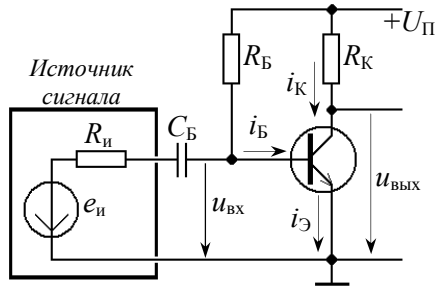 +U_П
R_Б
R_К
Источник
сигнала
i_К
R_и
C_Б
i_Б
e_и
u_вх
i_Э
u_вых